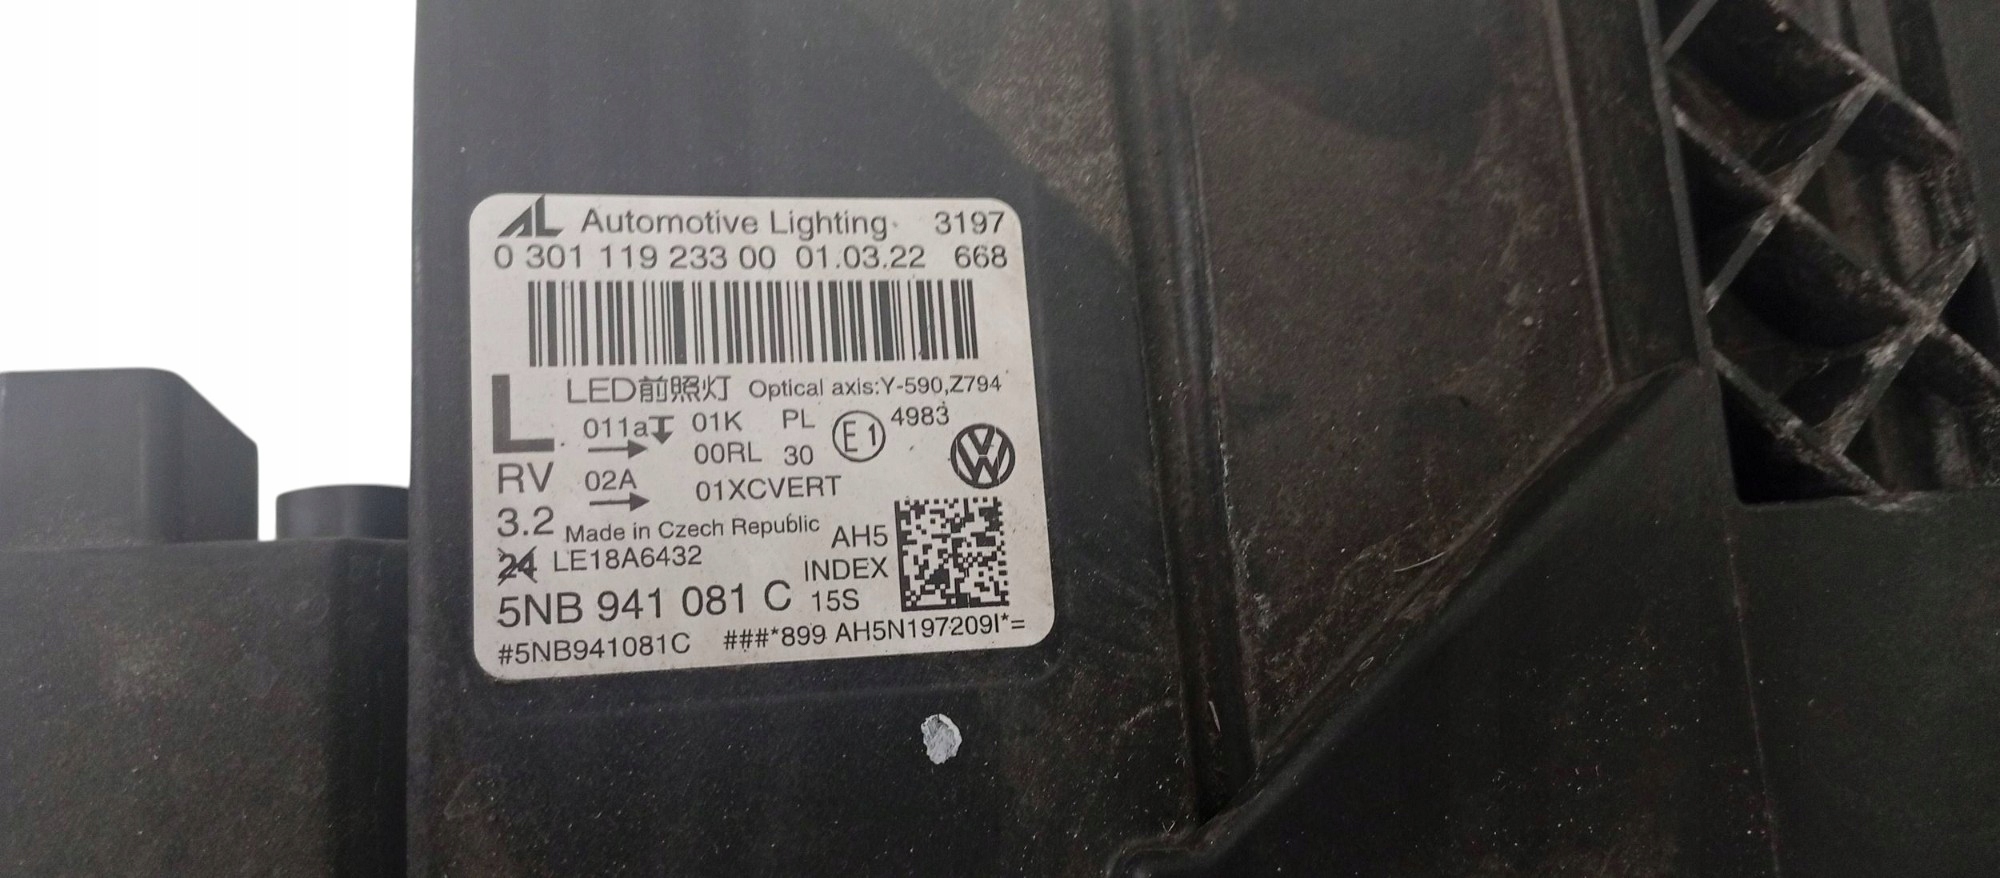 AL Automotive Lighting 3197
0 301 119 233 00 01.03.22 668
L LED前照灯 Optical axis:Y-590,Z794
011a 01K PL E1 4983
00RL 30
RV 02A 01XCVERT
3.2 Made in Czech Republic AH5
24 LE18A6432 INDEX
5NB 941 081 C 15S
#5NB941081C ###*899 AH5N197209I*=